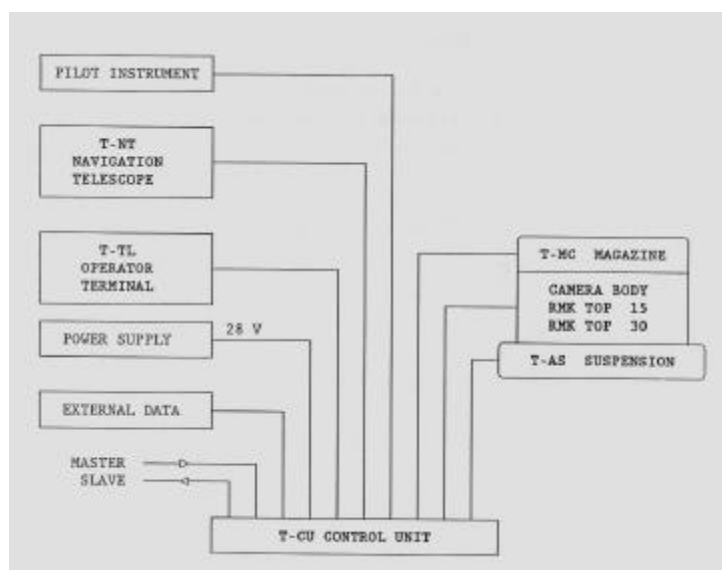 PILOT INSTRUMENT
T-NT
NAVIGATION
TELESCOPE
T-TL
OPERATOR
TERMINAL
POWER SUPPLY
28 V
EXTERNAL DATA
MASTER
SLAVE
T-MC MAGAZINE
CAMERA BODY
RMK TOP 15
RMK TOP 30
T-AS SUSPENSION
T-CU CONTROL UNIT